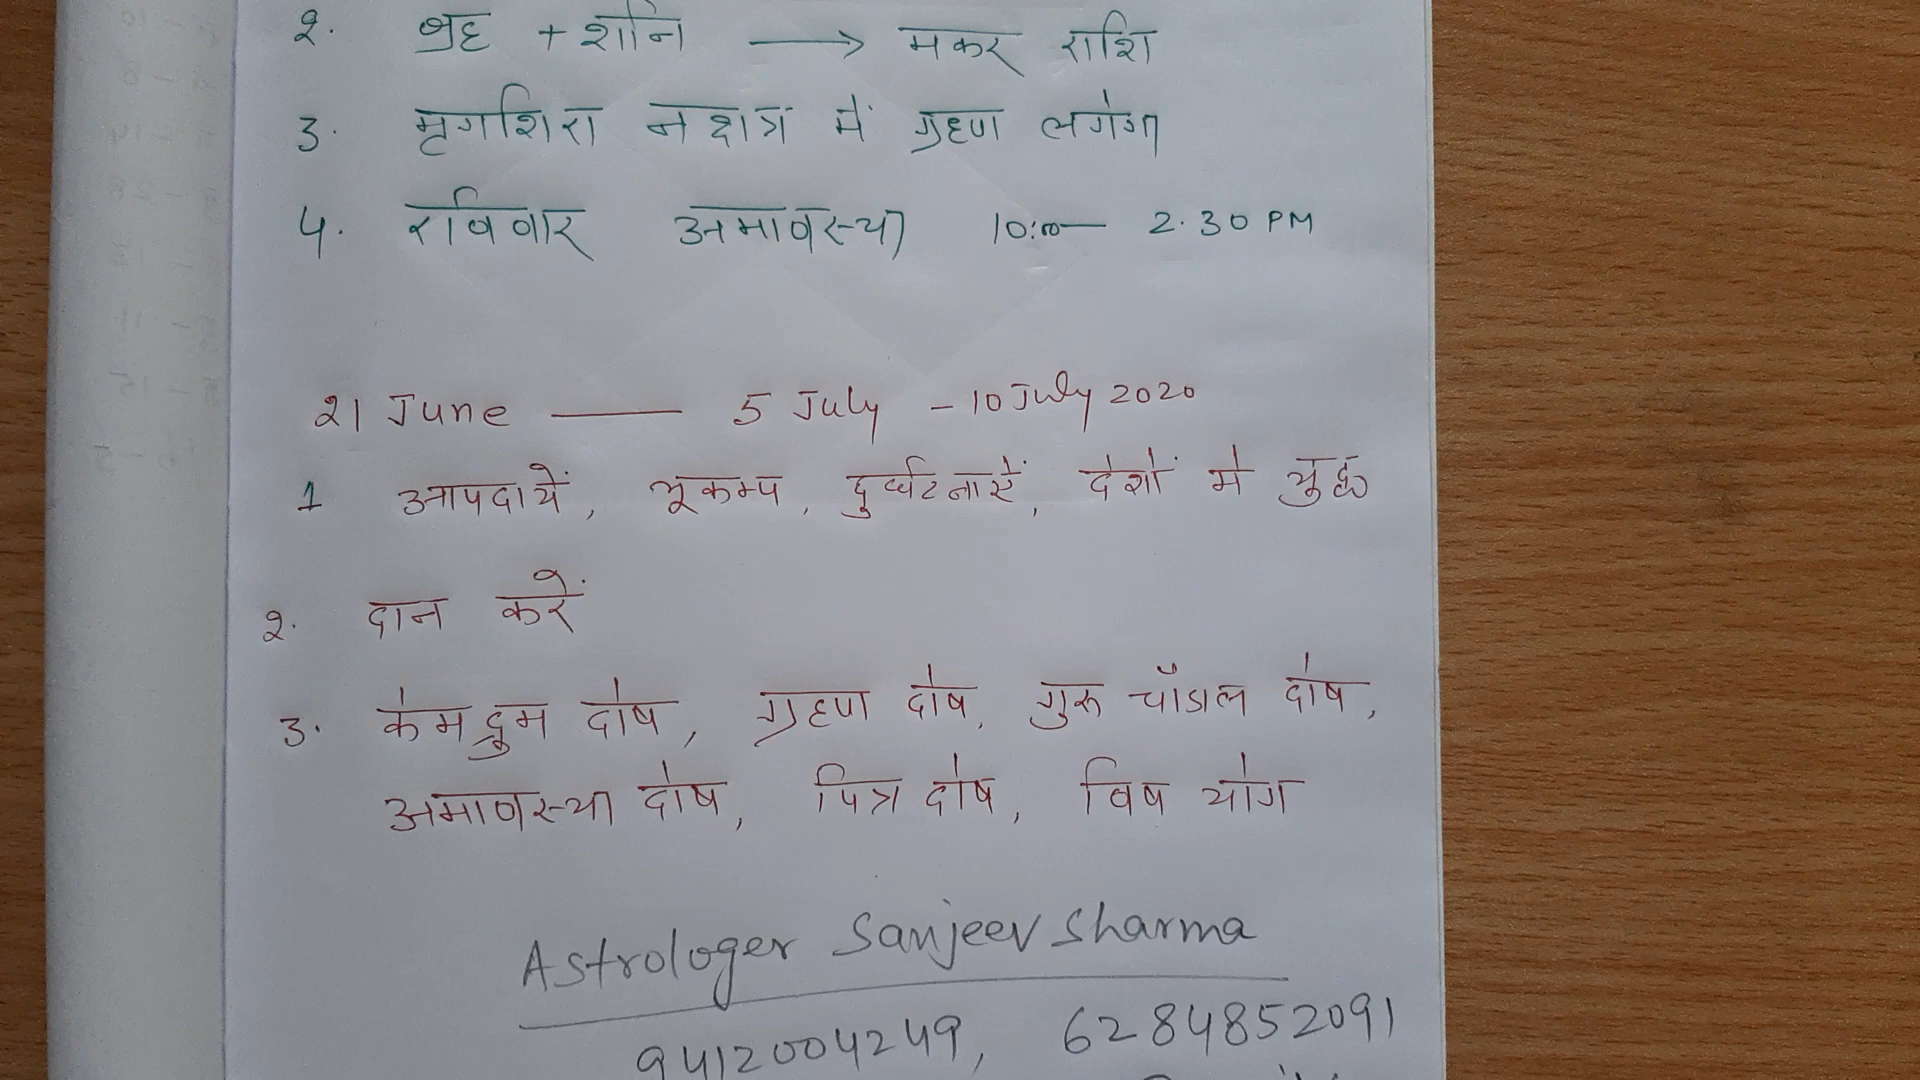 2. ग्रह + शनि → मकर राशि
3. मृगशिरा नक्षत्र में ग्रहण लगेगा
4. रविवार अमावस्या 10:00 — 2.30 PM
21 June —— 5 July - 10 July 2020
1 आपदायें, भूकम्प, दुर्घटनाऐं, देशों मे युद्ध
2. दान करें
3. केमद्रुम दोष, ग्रहण दोष, गुरू चाँडाल दोष,
अमावस्या दोष, पित्र दोष, विष योग
Astrologer Sanjeev Sharma
9412004249, 6284852091